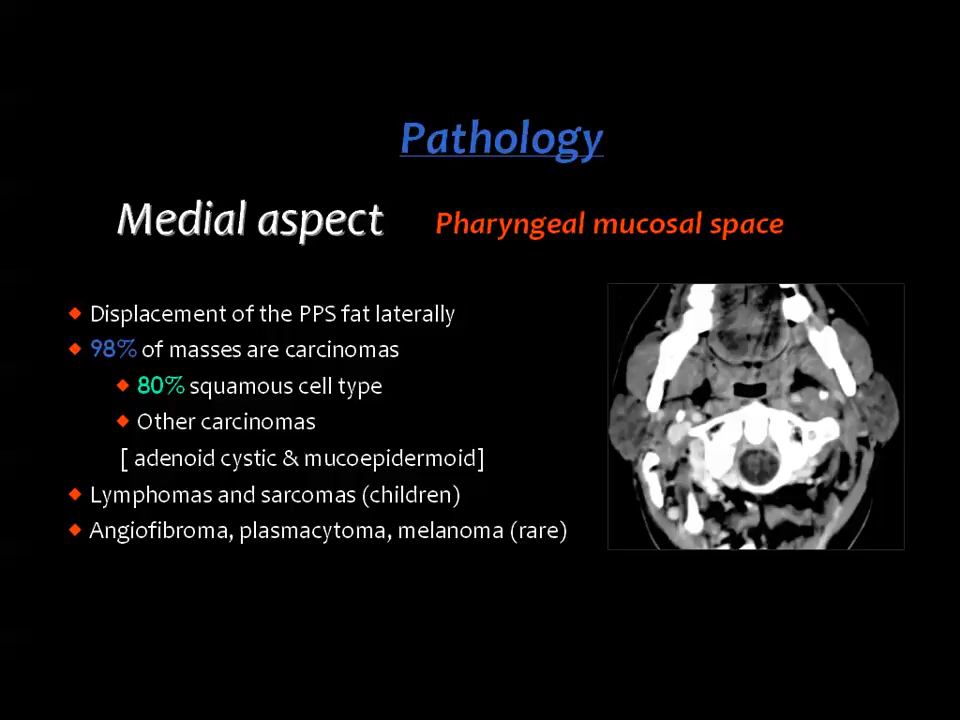 Pathology
Medial aspect Pharyngeal mucosal space
Displacement of the PPS fat laterally
98% of masses are carcinomas
80% squamous cell type
Other carcinomas
[ adenoid cystic & mucoepidermoid]
Lymphomas and sarcomas (children)
Angiofibroma, plasmacytoma, melanoma (rare)